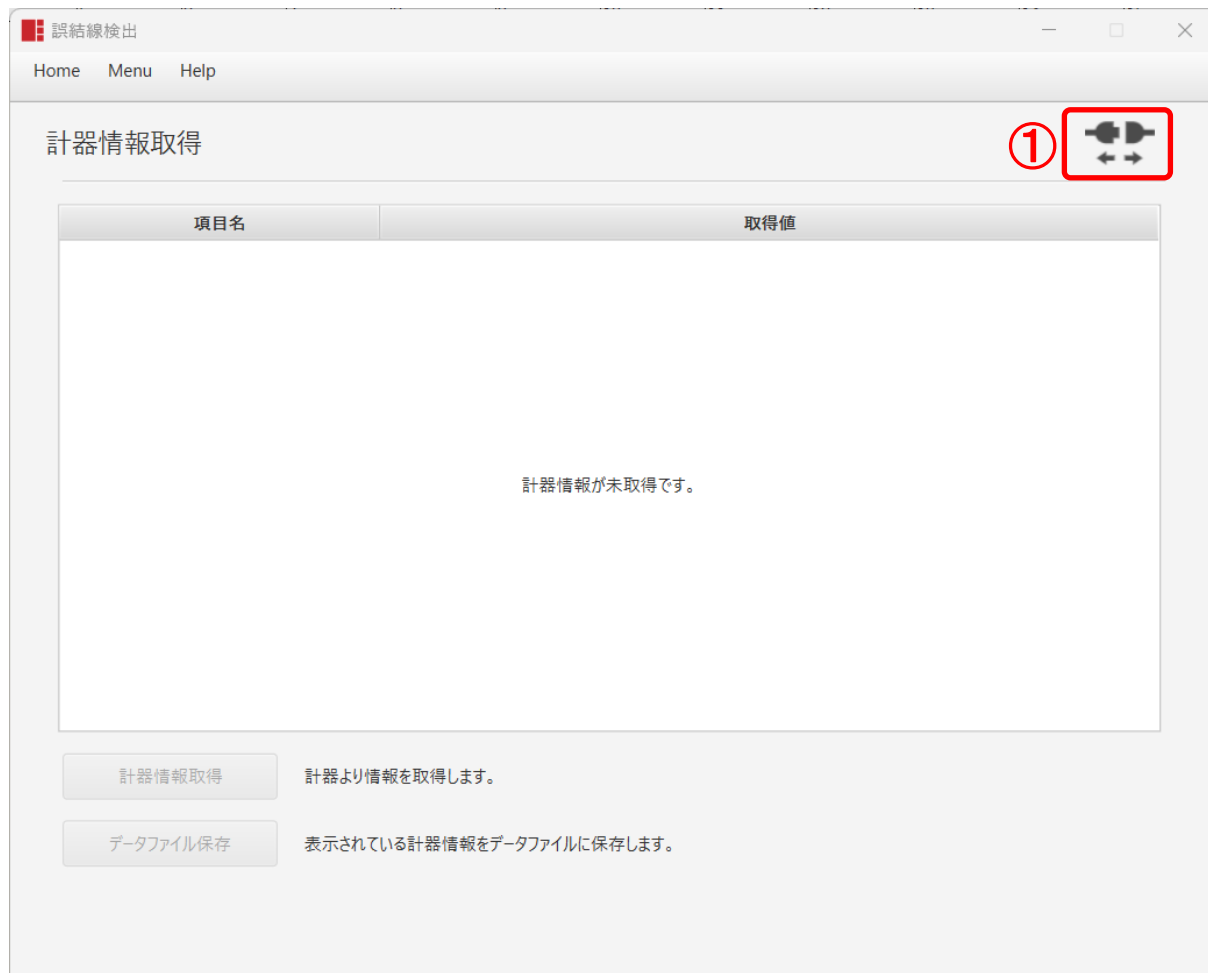 誤結線検出
Home Menu Help
計器情報取得
①
項目名 取得値
計器情報が未取得です。
計器情報取得 計器より情報を取得します。
データファイル保存 表示されている計器情報をデータファイルに保存します。